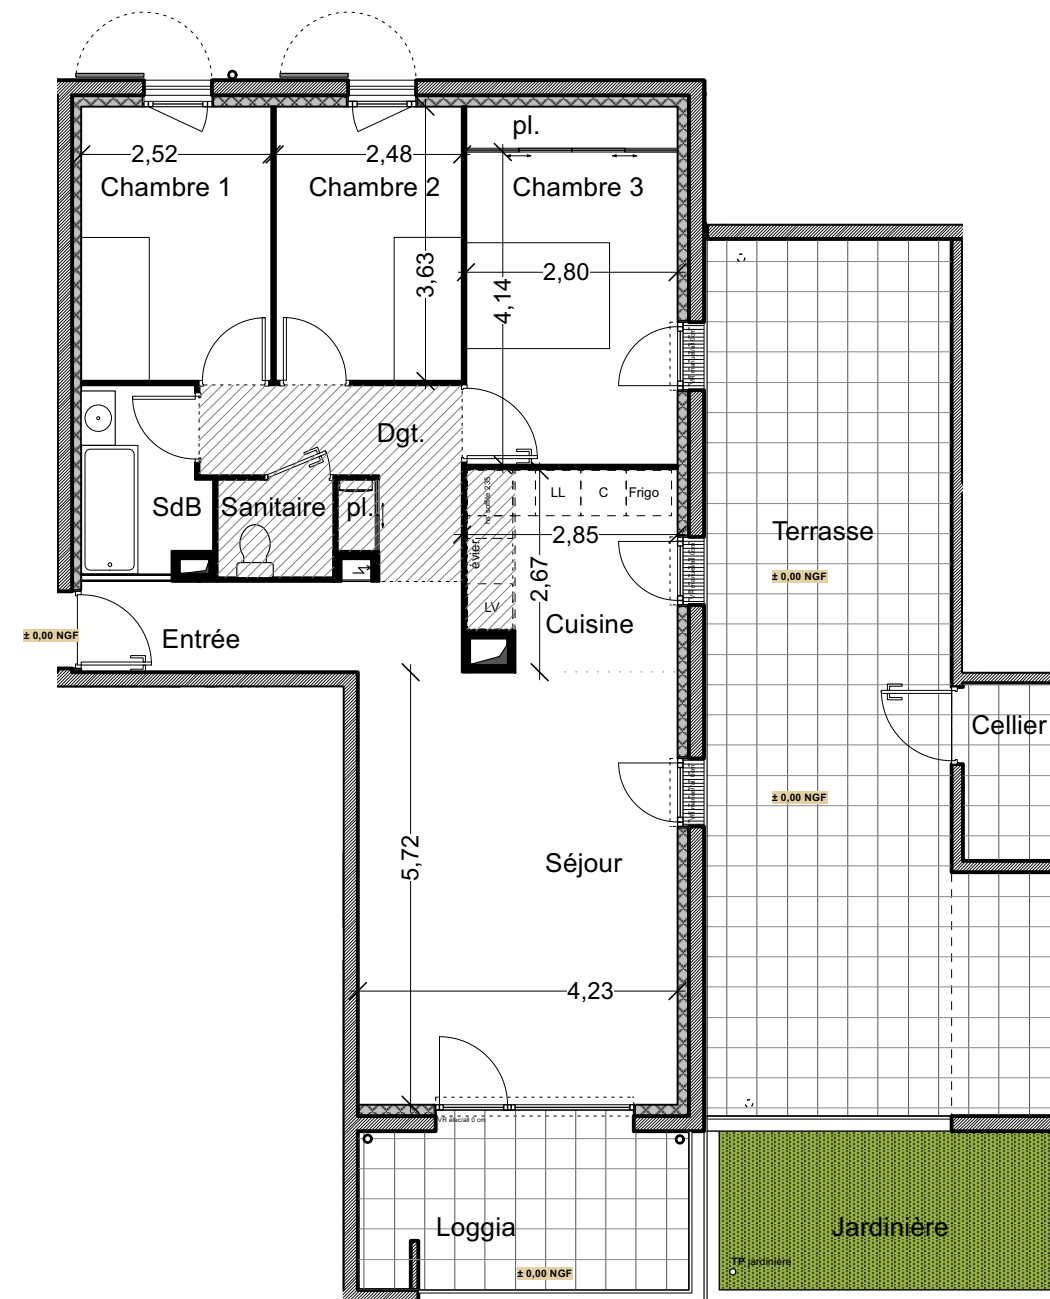 pl.
2,52
2,48
Chambre 1
Chambre 2
Chambre 3
3,63
4,14
2,80
Dgt.
SdB
Sanitaire
pl.
LL
C
Frigo
2,85
évier
2,67
LV
Cuisine
Terrasse
± 0,00 NGF
± 0,00 NGF
Entrée
Cellier
± 0,00 NGF
5,72
Séjour
4,23
Loggia
Jardinière
TP jardinière
± 0,00 NGF